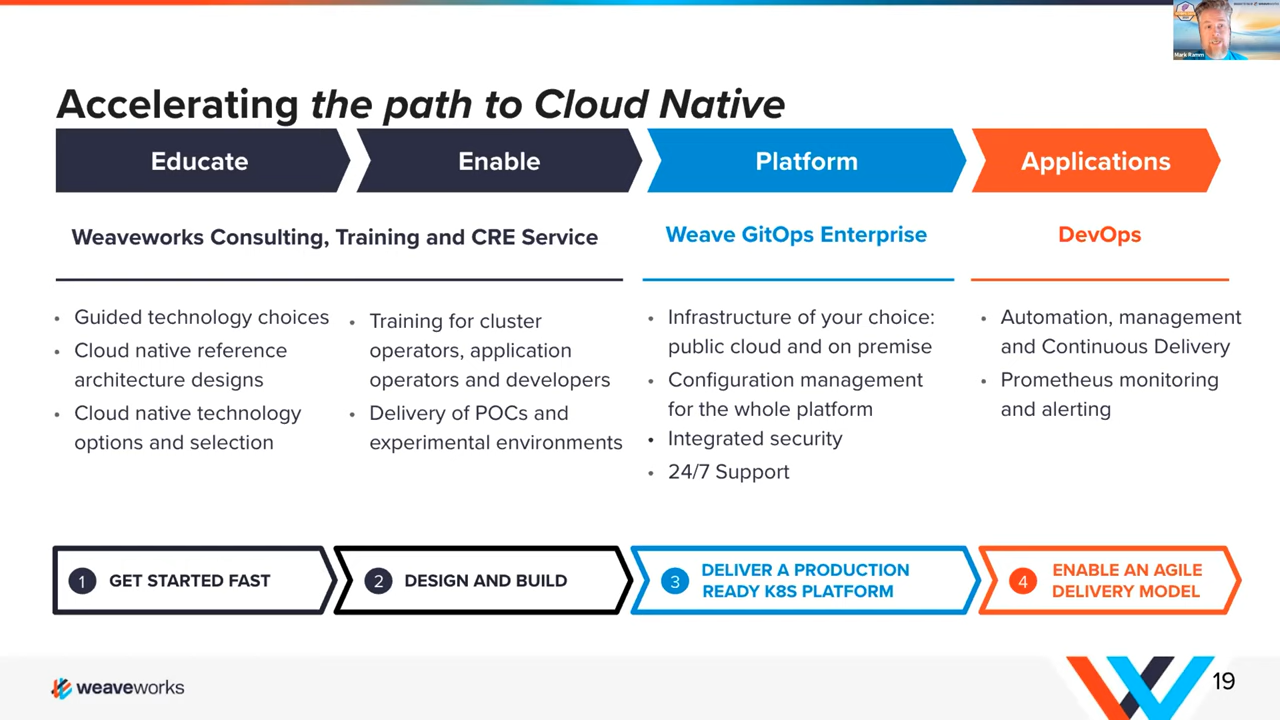 Mark Ramm
Accelerating the path to Cloud Native
Educate
Enable
Platform
Applications
Weaveworks Consulting, Training and CRE Service
Weave GitOps Enterprise
DevOps
• Guided technology choices
• Cloud native reference
architecture designs
• Cloud native technology
options and selection
• Training for cluster
operators, application
operators and developers
• Delivery of POCs and
experimental environments
• Infrastructure of your choice:
public cloud and on premise
• Configuration management
for the whole platform
• Integrated security
• 24/7 Support
• Automation, management
and Continuous Delivery
• Prometheus monitoring
and alerting
1 GET STARTED FAST
2 DESIGN AND BUILD
3 DELIVER A PRODUCTION
READY K8S PLATFORM
4 ENABLE AN AGILE
DELIVERY MODEL
weaveworks
19